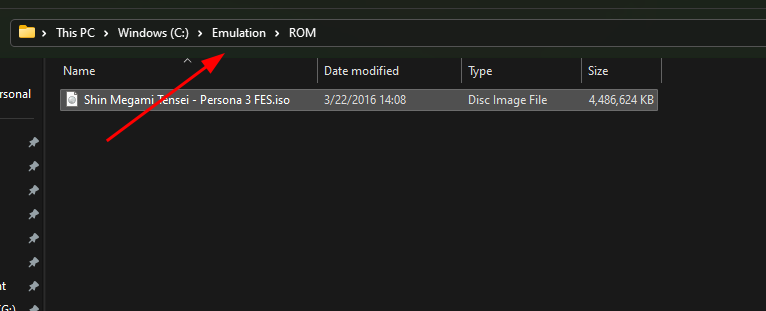 This PC > Windows (C:) > Emulation > ROM
Name Date modified Type Size
rsonal
Shin Megami Tensei - Persona 3 FES.iso 3/22/2016 14:08 Disc Image File 4,486,624 KB
nt
(G:)